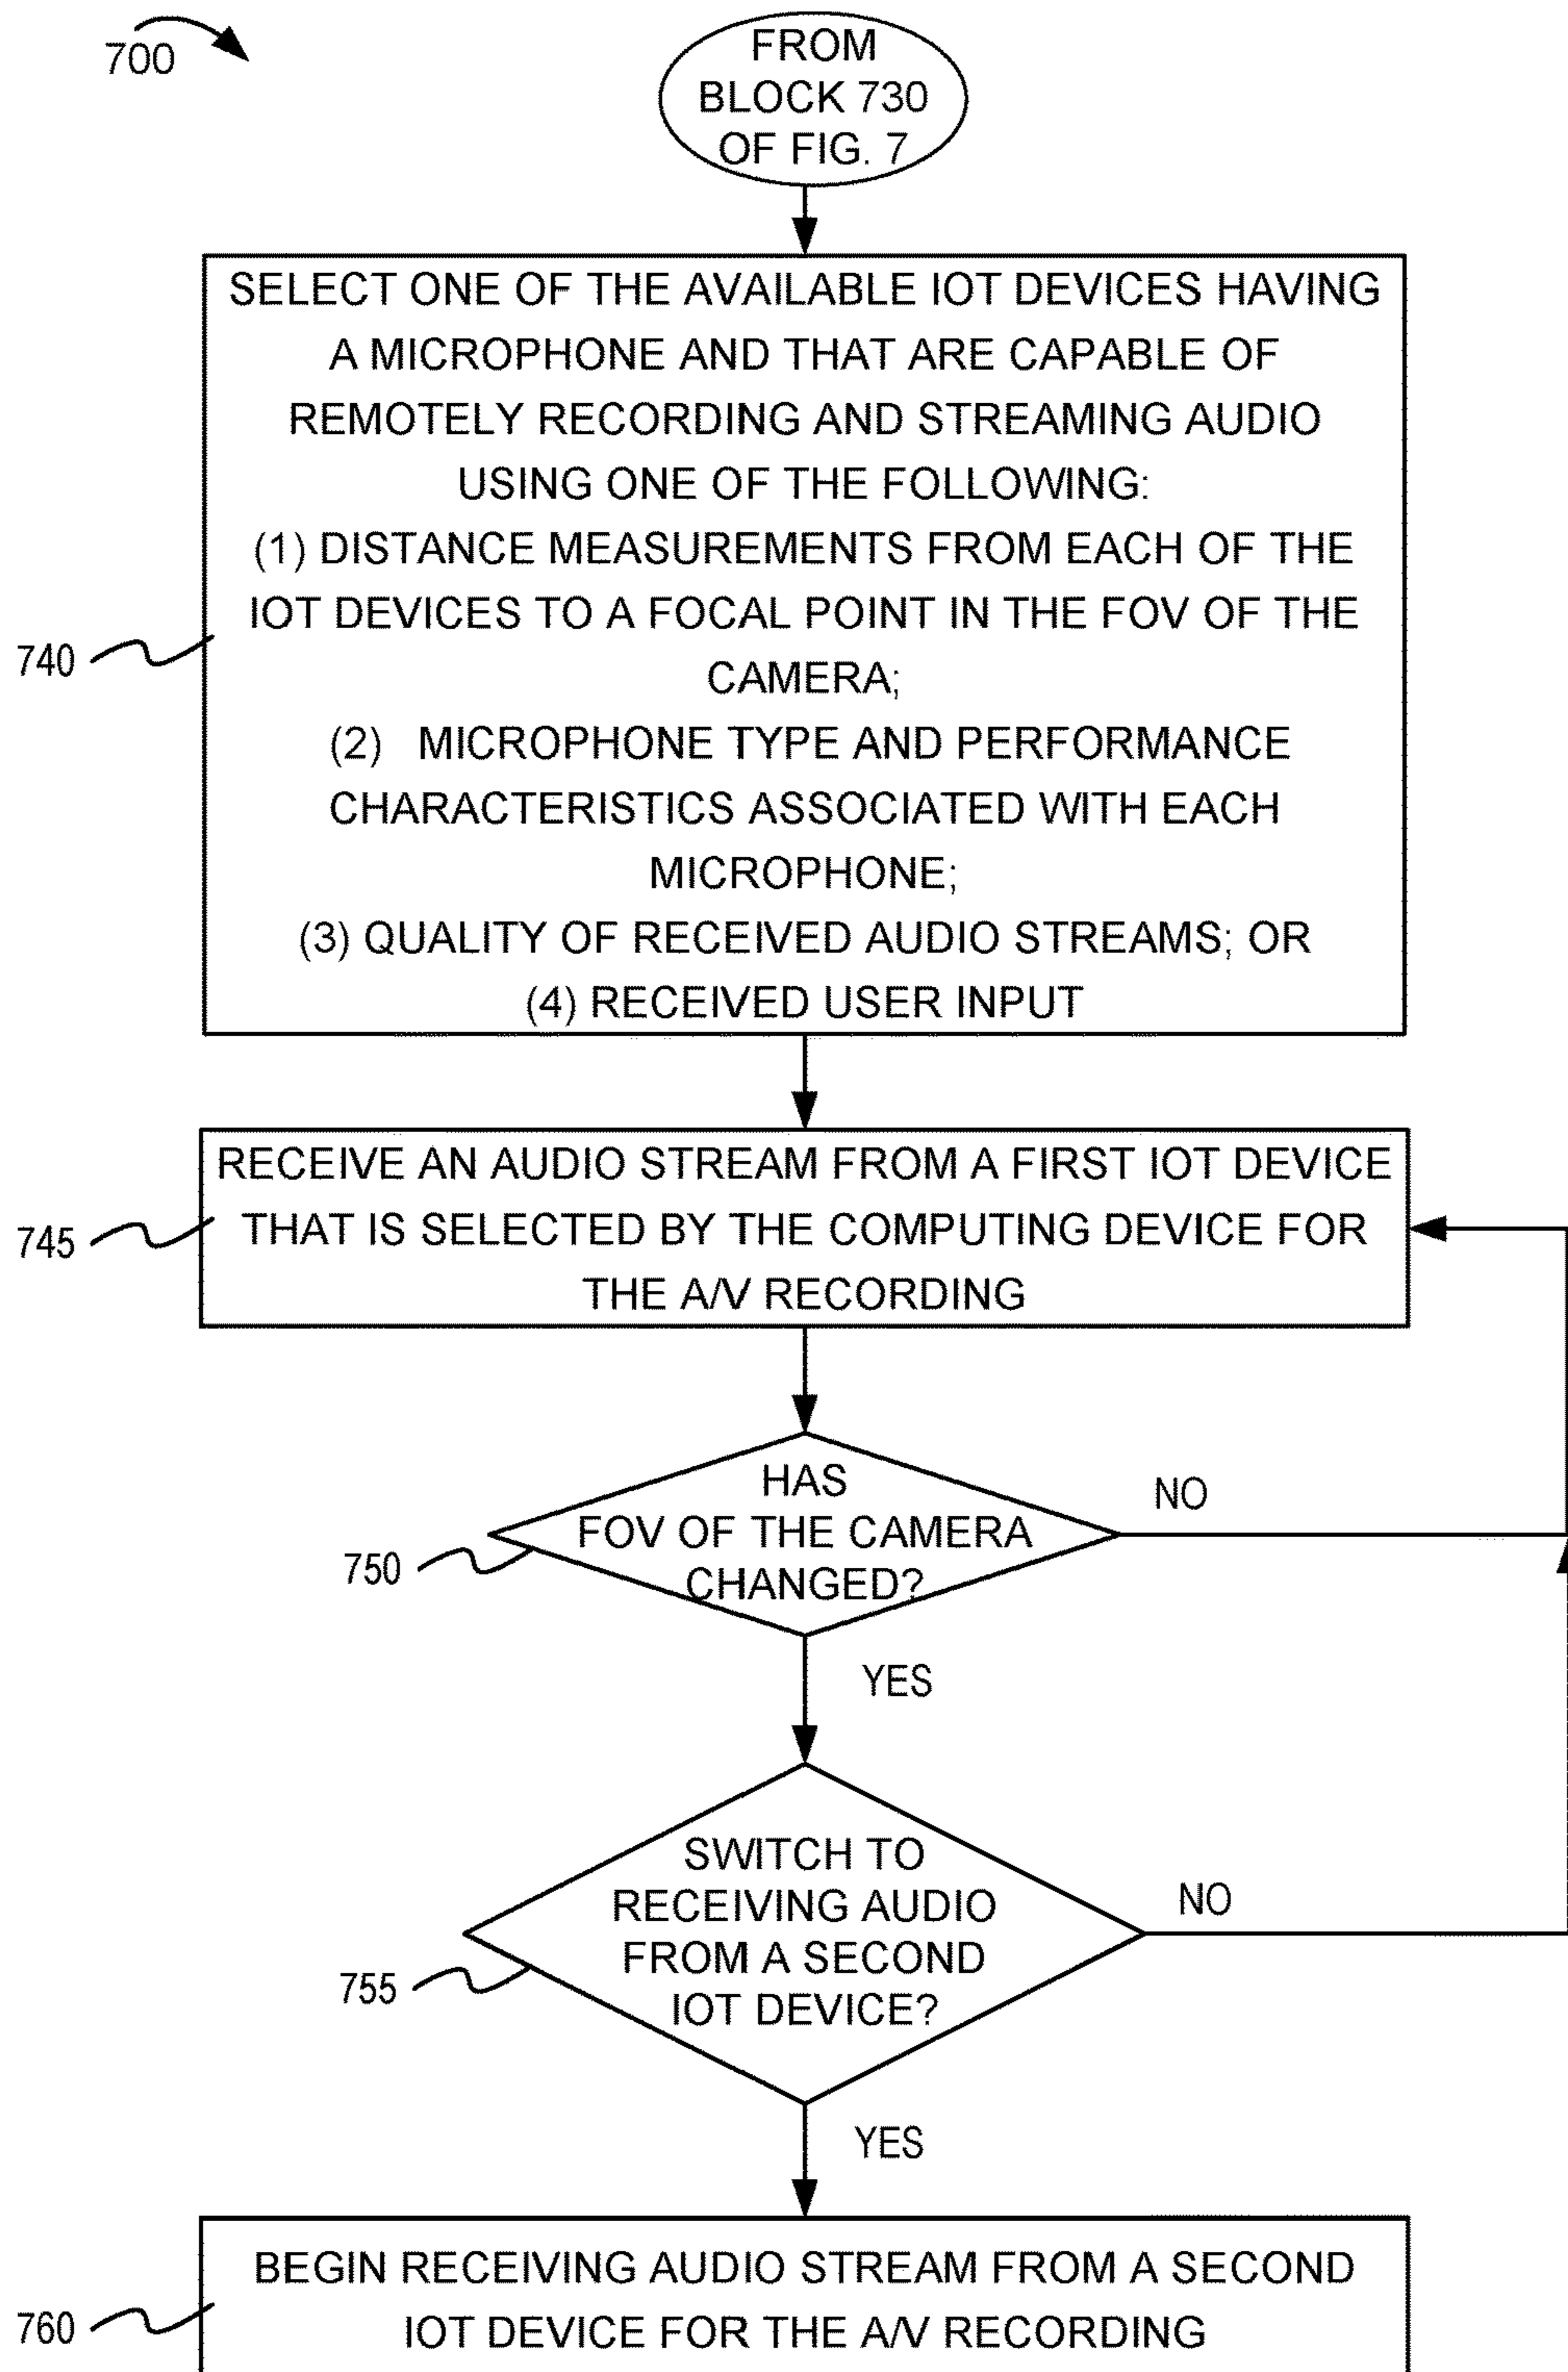 700
FROM
BLOCK 730
OF FIG. 7
SELECT ONE OF THE AVAILABLE IOT DEVICES HAVING
A MICROPHONE AND THAT ARE CAPABLE OF
REMOTELY RECORDING AND STREAMING AUDIO
USING ONE OF THE FOLLOWING:
(1) DISTANCE MEASUREMENTS FROM EACH OF THE
IOT DEVICES TO A FOCAL POINT IN THE FOV OF THE
CAMERA;
(2) MICROPHONE TYPE AND PERFORMANCE
CHARACTERISTICS ASSOCIATED WITH EACH
MICROPHONE;
(3) QUALITY OF RECEIVED AUDIO STREAMS; OR
(4) RECEIVED USER INPUT
740
RECEIVE AN AUDIO STREAM FROM A FIRST IOT DEVICE
THAT IS SELECTED BY THE COMPUTING DEVICE FOR
THE A/V RECORDING
745
HAS
FOV OF THE CAMERA
CHANGED?
NO
750
YES
SWITCH TO
RECEIVING AUDIO
FROM A SECOND
IOT DEVICE?
NO
755
YES
BEGIN RECEIVING AUDIO STREAM FROM A SECOND
IOT DEVICE FOR THE A/V RECORDING
760